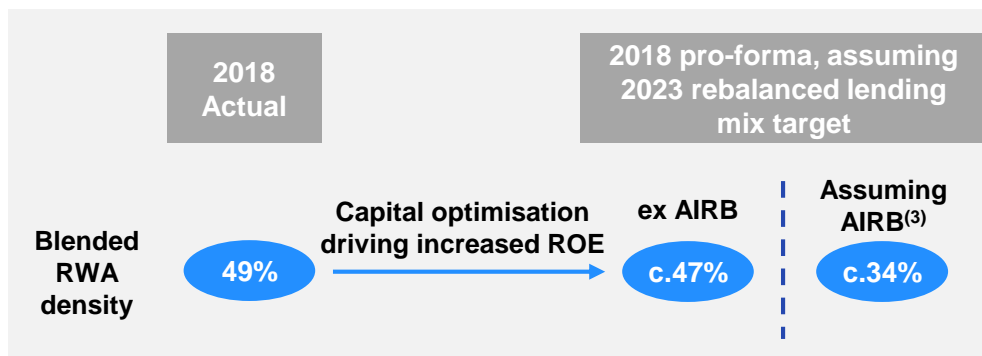 2018
Actual
2018 pro-forma, assuming
2023 rebalanced lending
mix target
Blended
RWA
density
49%
Capital optimisation
driving increased ROE
ex AIRB
c.47%
Assuming
AIRB(3)
c.34%